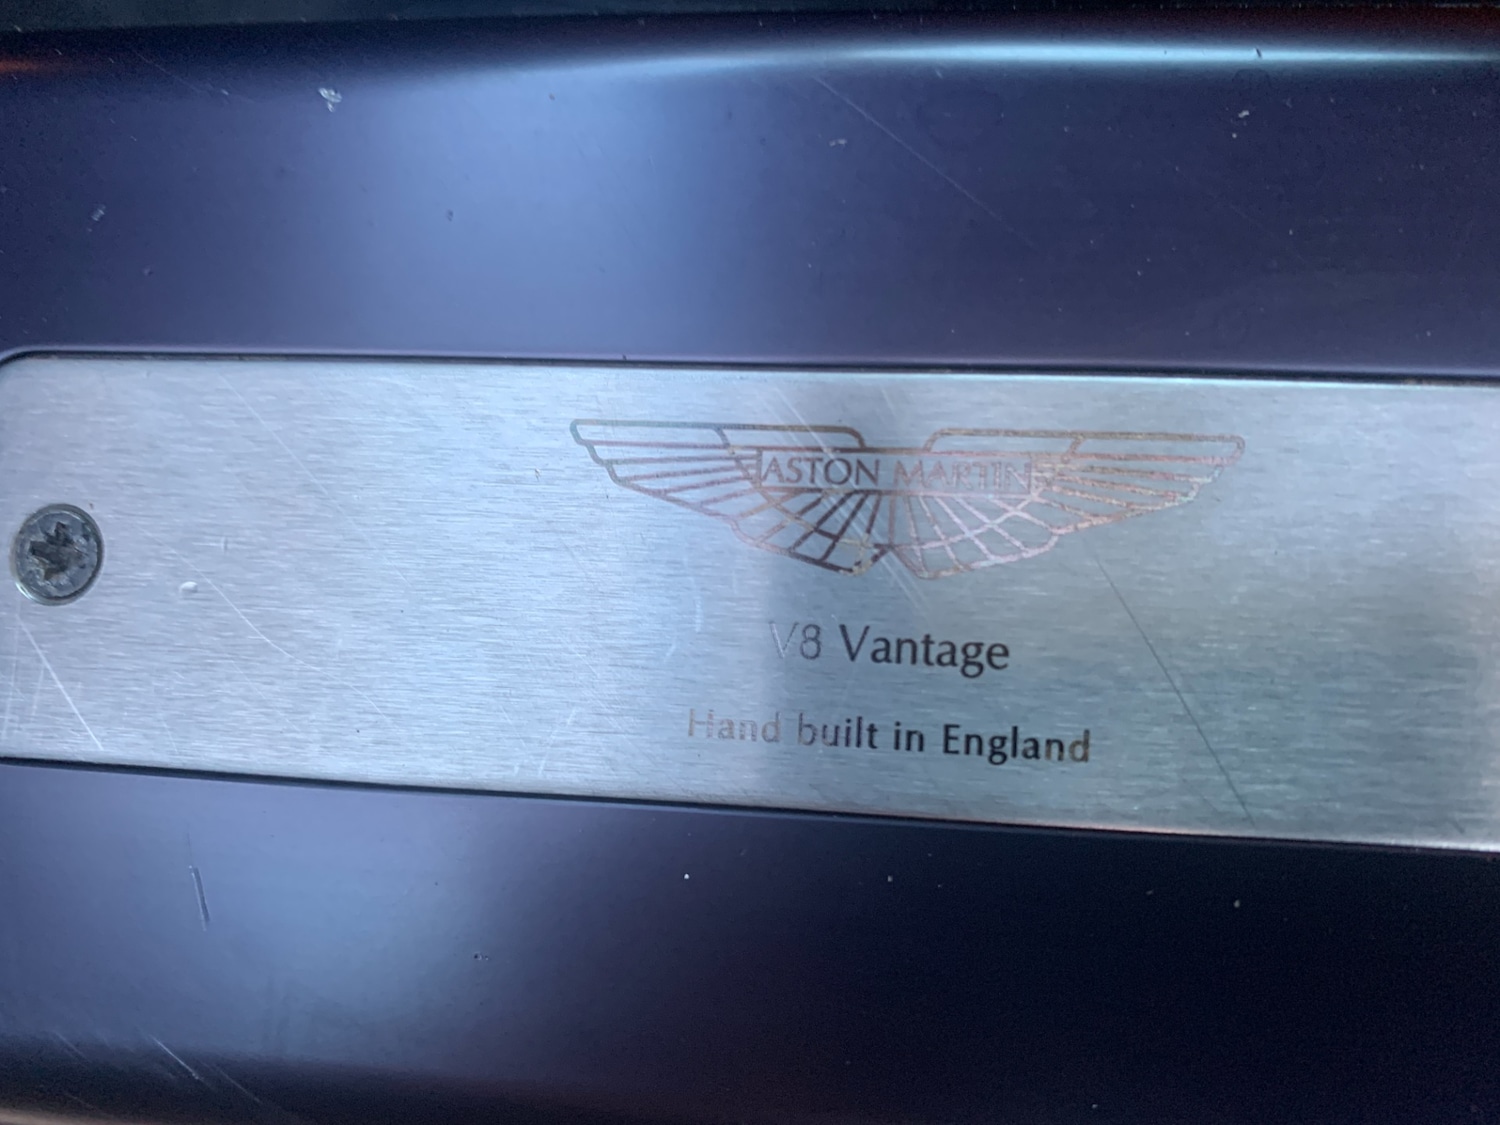 ASTON MARTIN
V8 Vantage
Hand built in England